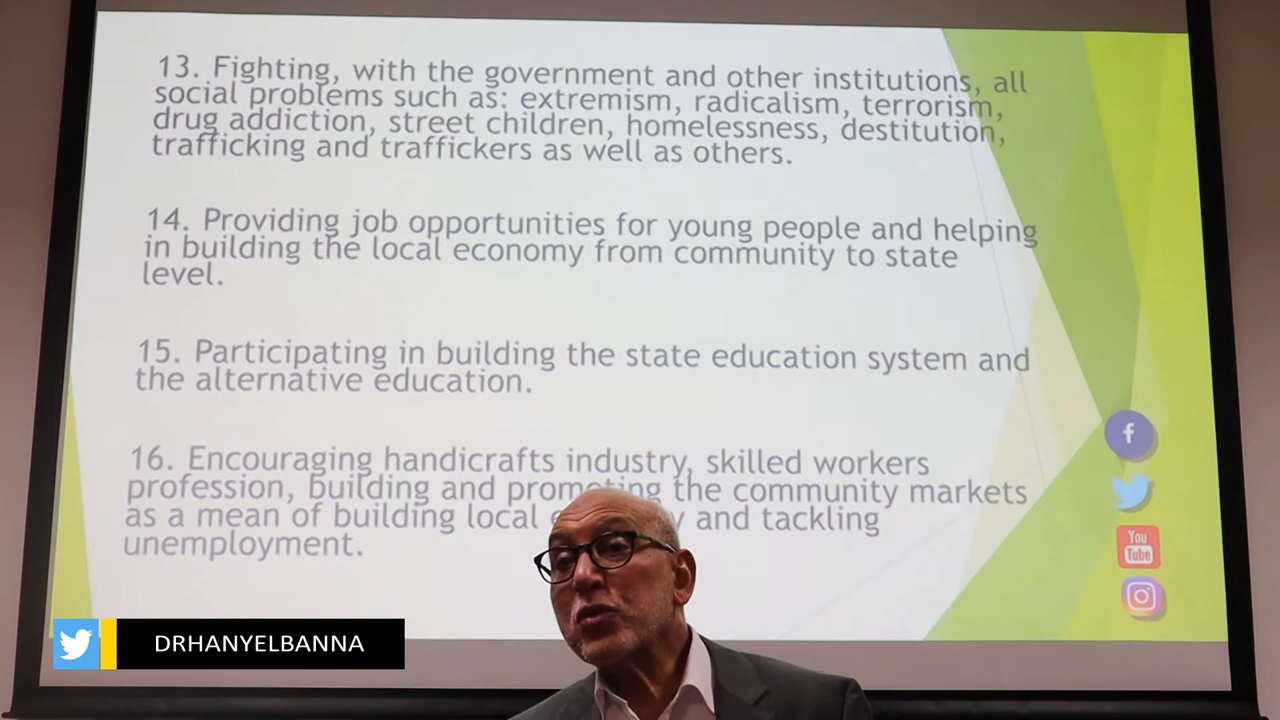 13. Fighting, with the government and other institutions, all
social problems such as: extremism, radicalism, terrorism,
drug addiction, street children, homelessness, destitution,
trafficking and traffickers as well as others.
14. Providing job opportunities for young people and helping
in building the local economy from community to state
level.
15. Participating in building the state education system and
the alternative education.
16. Encouraging handicrafts industry, skilled workers
profession, building and promoting the community markets
as a mean of building local and tackling
unemployment.
f
You
Tube
DRHANYELBANNA